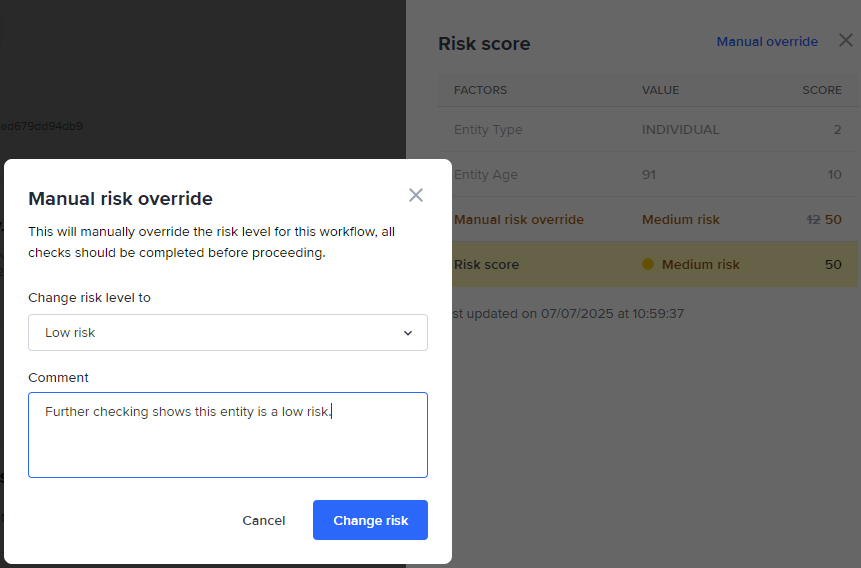 Risk score
Manual override
FACTORS VALUE SCORE
Entity Type INDIVIDUAL 2
Entity Age 91 10
Manual risk override Medium risk 12 50
Risk score Medium risk 50
updated on 07/07/2025 at 10:59:37
ed679dd94db9
Manual risk override
This will manually override the risk level for this workflow, all
checks should be completed before proceeding.
Change risk level to
Low risk
Comment
Further checking shows this entity is a low risk.
Cancel
Change risk